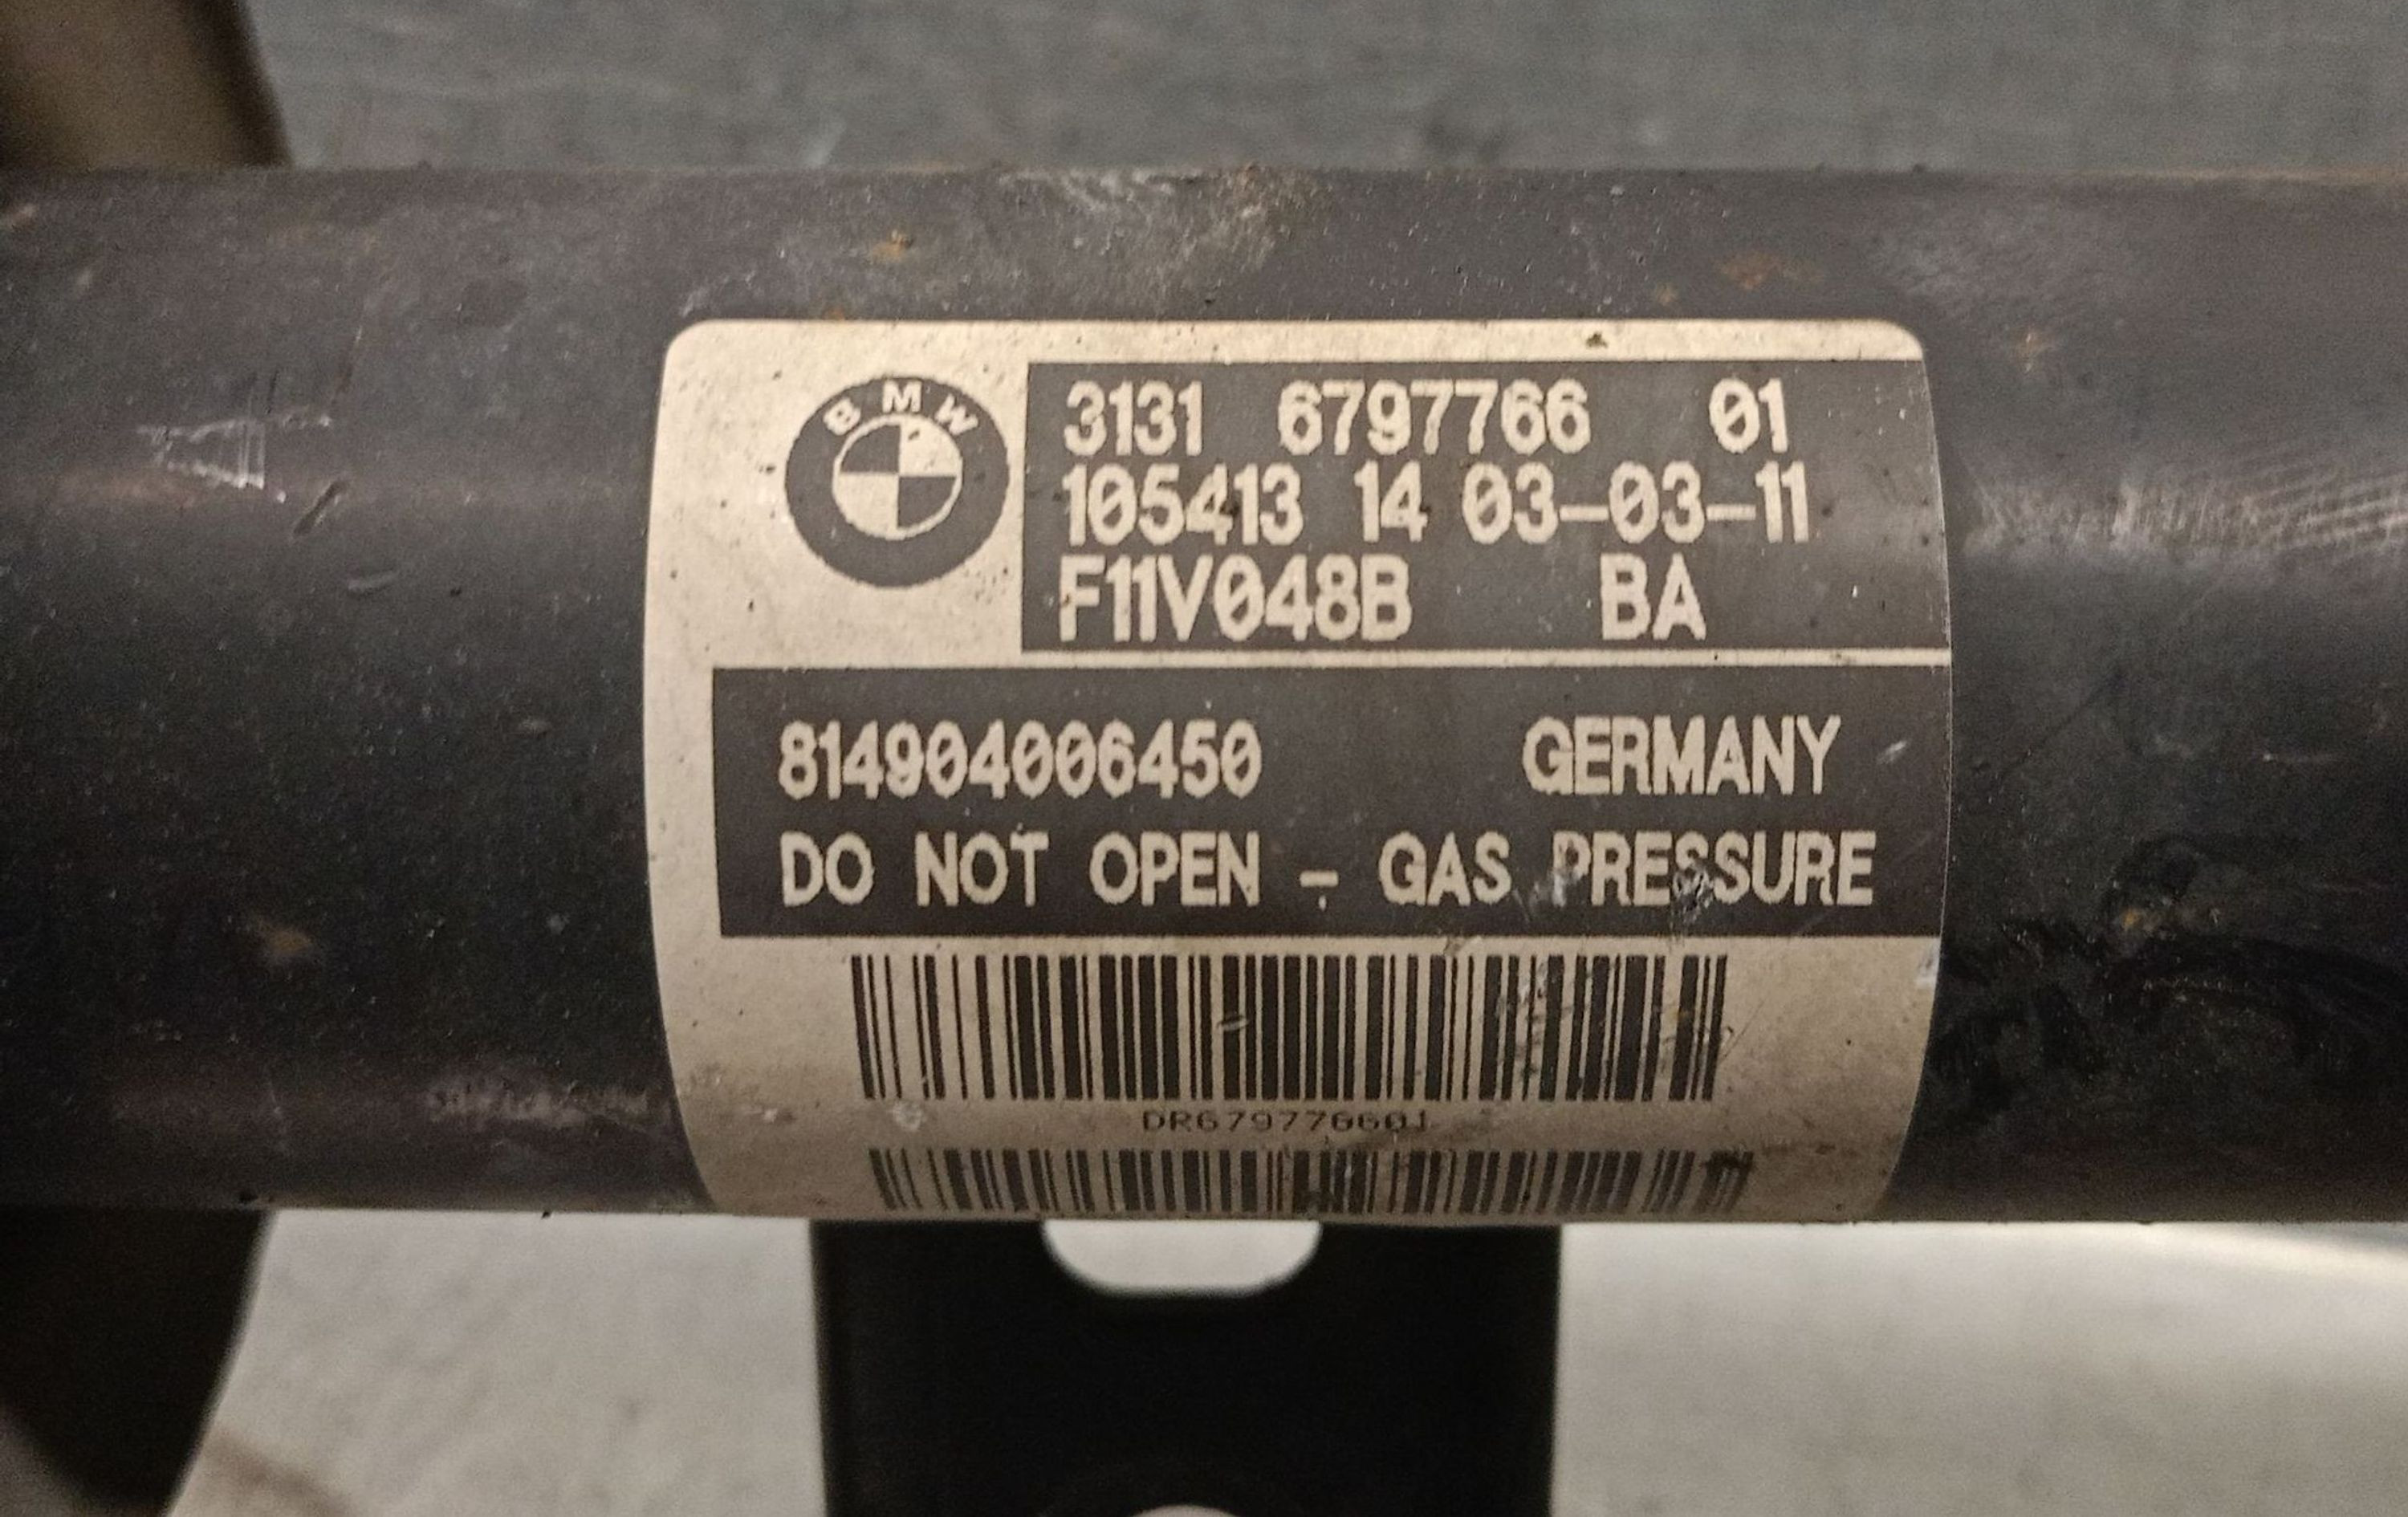 BMW
3131 6797766 01
105413 14 03-03-11
F11V048B BA
814904006450 GERMANY
DO NOT OPEN - GAS PRESSURE
DR679776601